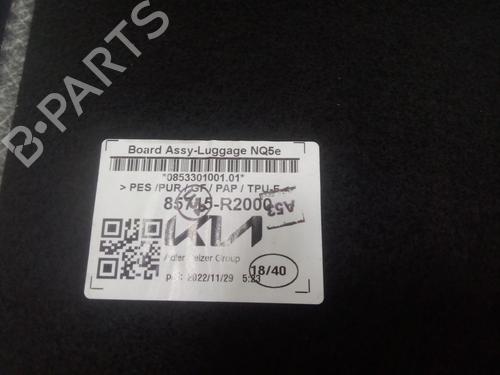 Board Assy-Luggage NQ5e
*0853301001.01*
> PES /PUR / GF / PAP / TPU-E
85715-R2000
A53
KIA
Adler Pelzer Group
18/40
2022/11/29 5:23
B-PARTS